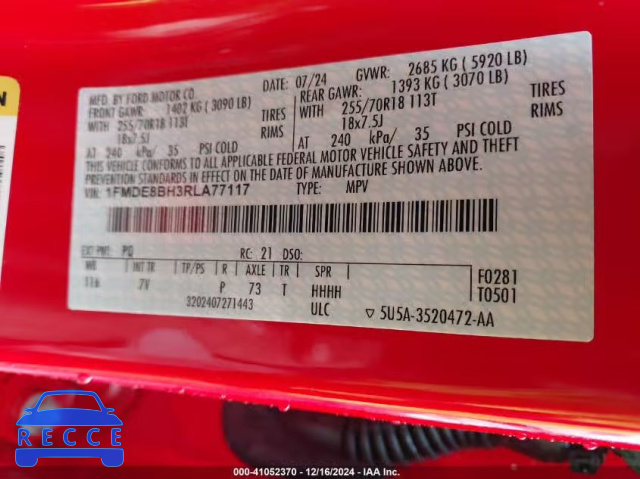 N
MFD. BY FORD MOTOR CO.
07/24
GVWR: 2685 KG ( 5920 LB)
FRONT GAWR: 1402 KG ( 3090 LB)
REAR GAWR: 1393 KG ( 3070 LB)
WITH 255/70R18 113T TIRES
WITH 255/70R18 113T TIRES
18x7.5J RIMS
18x7.5J RIMS
AT 240 kPa/ 35 PSI COLD
AT 240 kPa/ 35 PSI COLD
THIS VEHICLE CONFORMS TO ALL APPLICABLE FEDERAL MOTOR VEHICLE SAFETY AND THEFT
PREVENTION STANDARDS IN EFFECT ON THE DATE OF MANUFACTURE SHOWN ABOVE.
VIN: 1FMDE8BH3RLA77117
TYPE: MPV
EXT PNT: PQ RC: 21 DSO:
WB INT TR TP/PS R AXLE TR SPR F0281
116 7V P 73 T HHHH T0501
3202407271443 ULC 5U5A-3520472-AA
RECCE
000-41052370 - 12/16/2024 - IAA Inc.